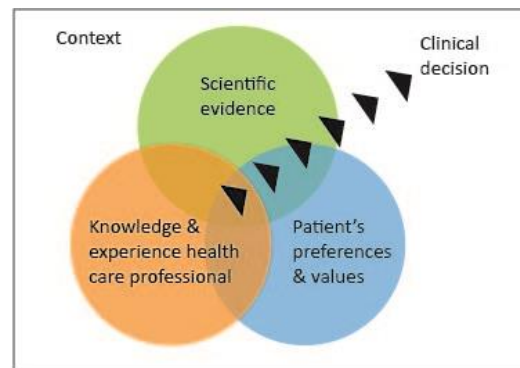 Context
Clinical
decision
Scientific
evidence
Knowledge &
experience health
care professional
Patient's
preferences
& values